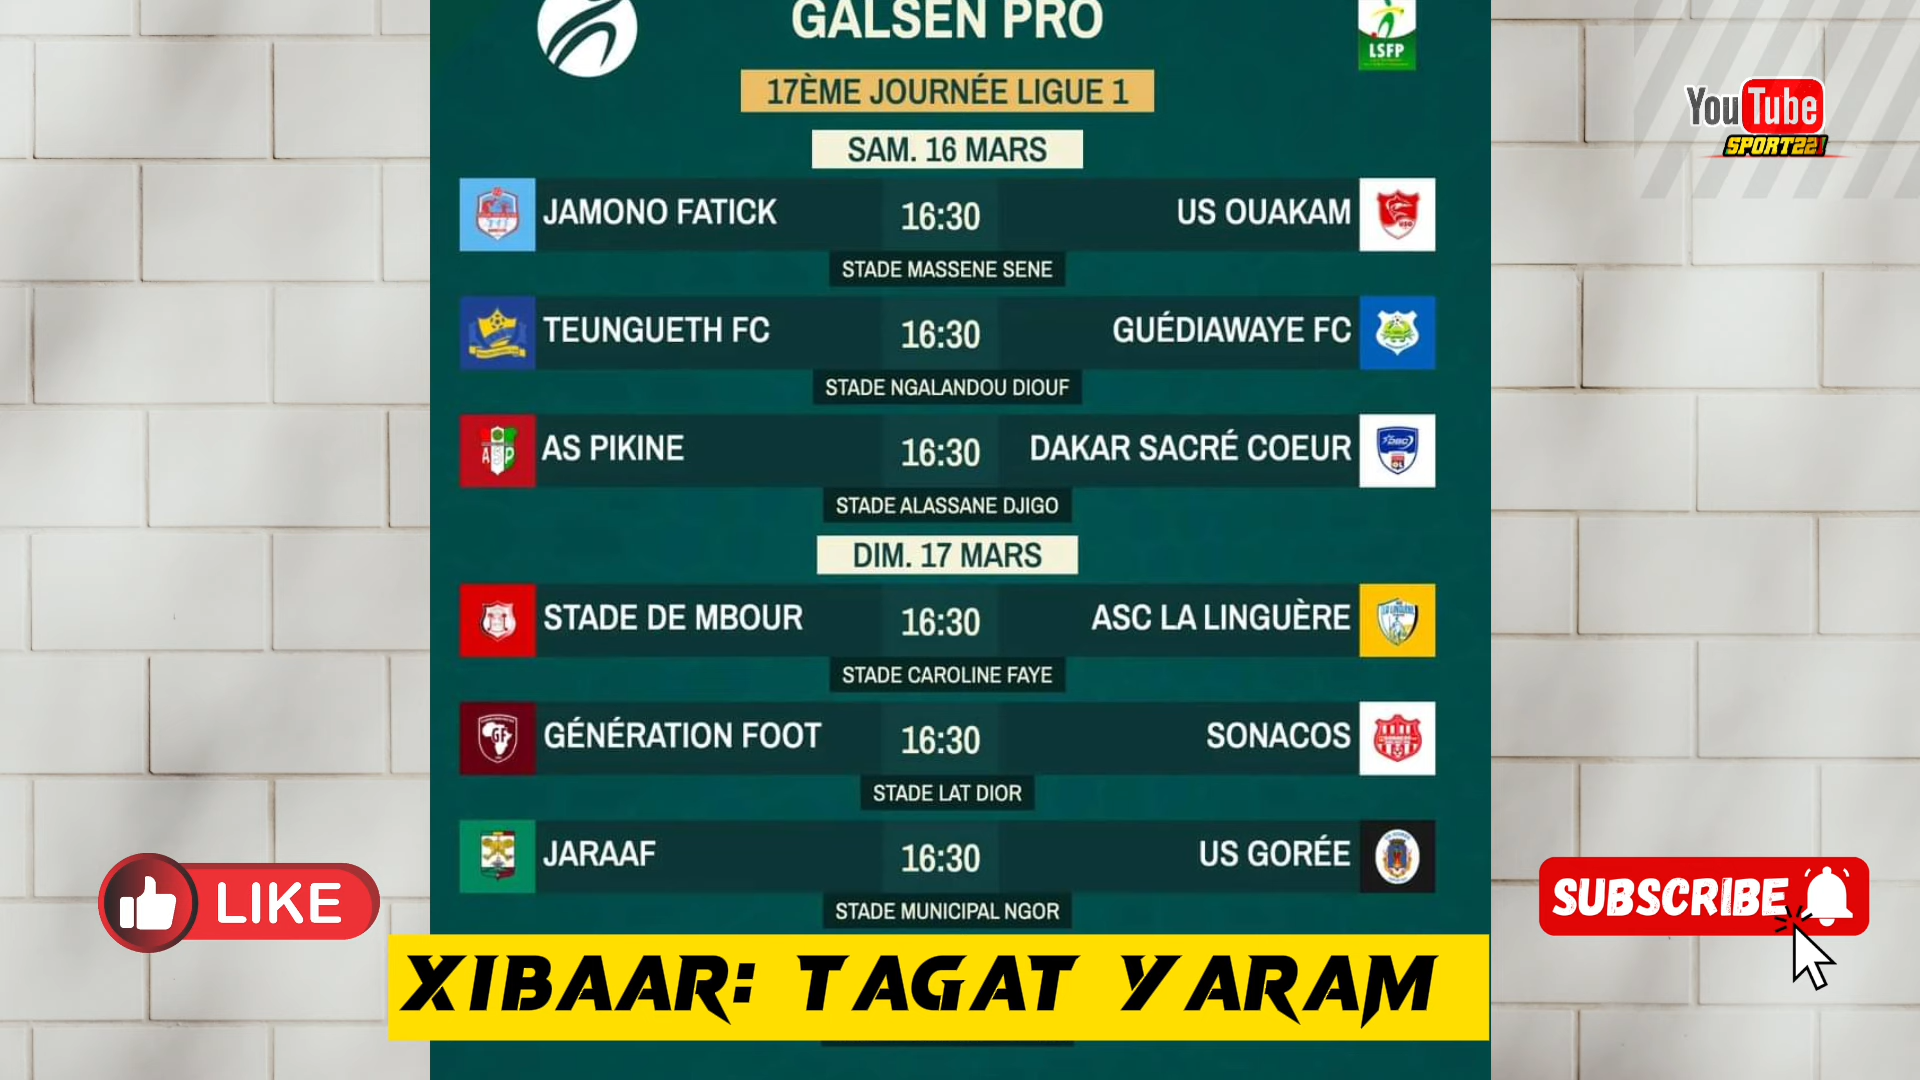 GALSEN PRO
LSFP
17ÈME JOURNÉE LIGUE 1
YouTube
SPORT221
SAM. 16 MARS
JAMONO FATICK 16:30 US OUAKAM
STADE MASSENE SENE
TEUNGUETH FC 16:30 GUÉDIAWAYE FC
STADE NGALANDOU DIOUF
AS PIKINE 16:30 DAKAR SACRÉ COEUR
STADE ALASSANE DJIGO
DIM. 17 MARS
STADE DE MBOUR 16:30 ASC LA LINGUÈRE
STADE CAROLINE FAYE
GÉNÉRATION FOOT 16:30 SONACOS
STADE LAT DIOR
JARAAF 16:30 US GORÉE
STADE MUNICIPAL NGOR
LIKE
SUBSCRIBE
XIBAAR: TAGAT YARAM